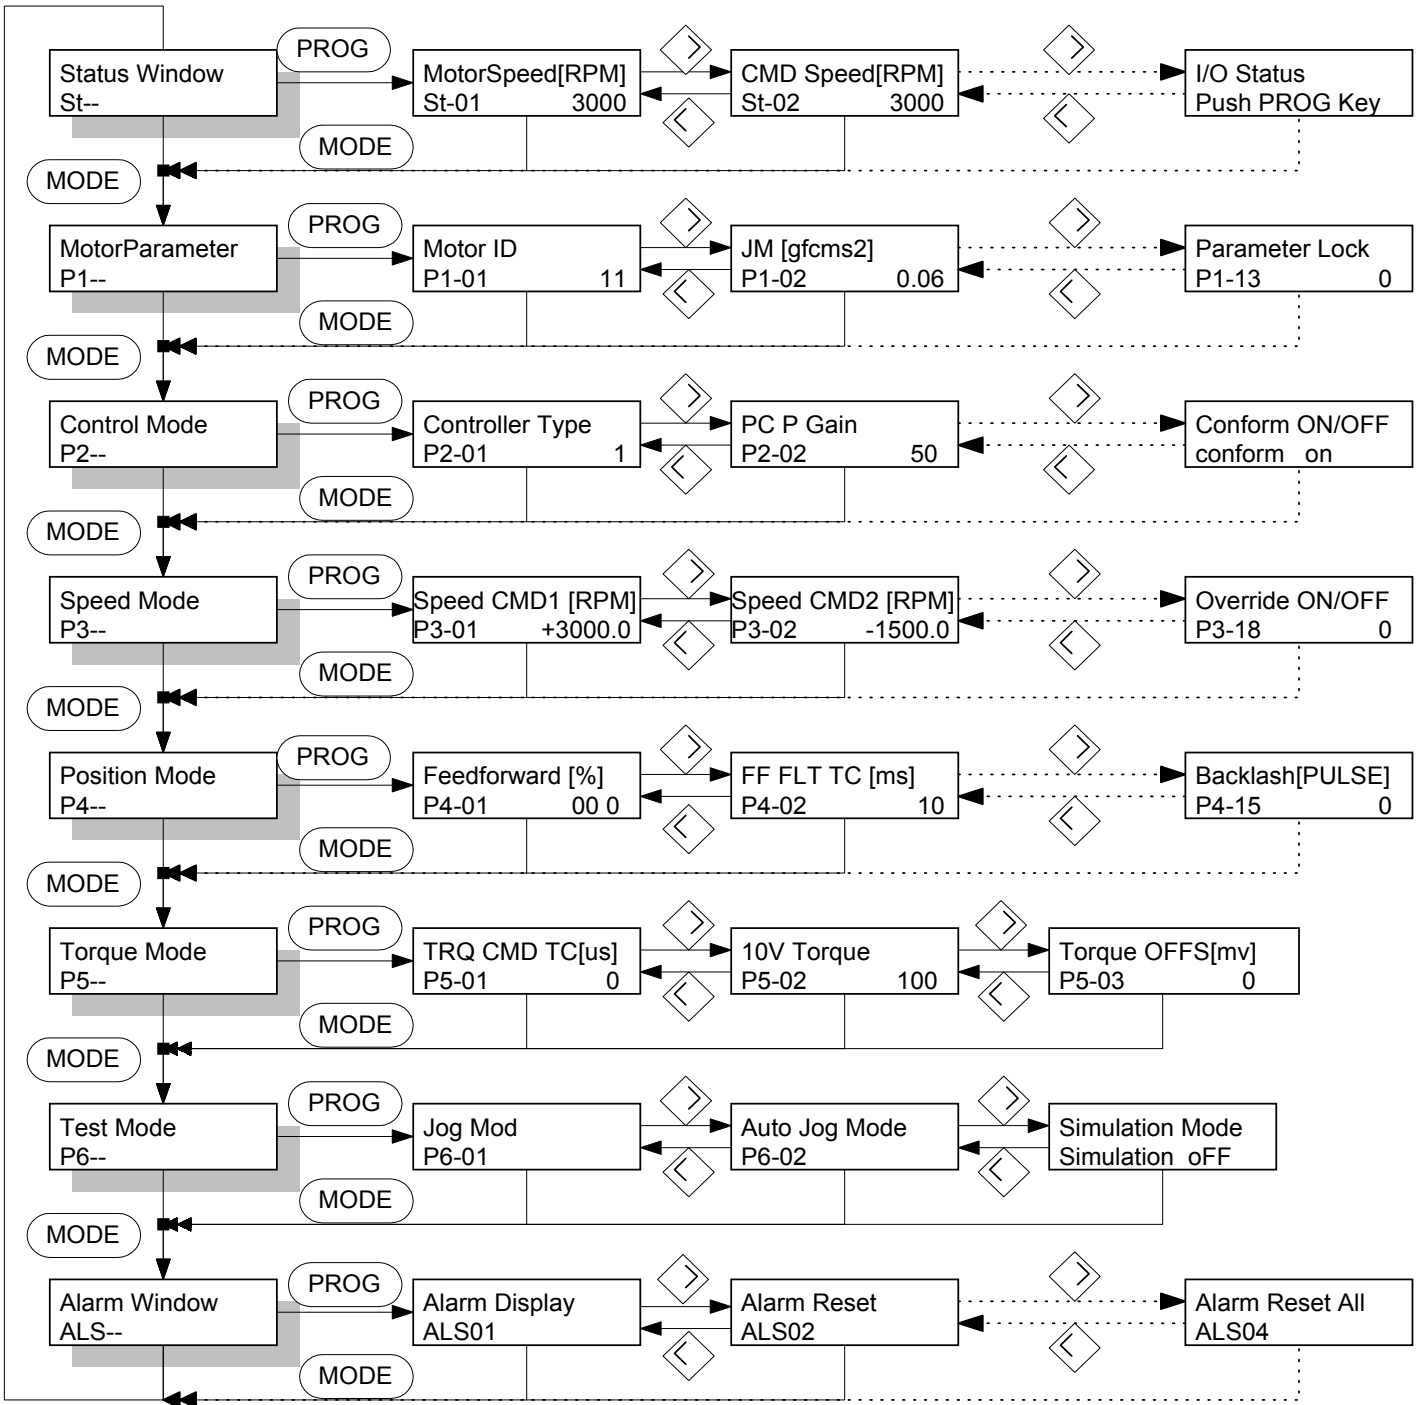 PROG
Status Window
St--
MotorSpeed[RPM]
St-01 3000
CMD Speed[RPM]
St-02 3000
I/O Status
Push PROG Key
MODE
MODE
PROG
MotorParameter
P1--
Motor ID
P1-01 11
JM [gfcms2]
P1-02 0.06
Parameter Lock
P1-13 0
MODE
MODE
PROG
Control Mode
P2--
Controller Type
P2-01 1
PC P Gain
P2-02 50
Conform ON/OFF
conform on
MODE
MODE
PROG
Speed Mode
P3--
Speed CMD1 [RPM]
P3-01 +3000.0
Speed CMD2 [RPM]
P3-02 -1500.0
Override ON/OFF
P3-18 0
MODE
MODE
PROG
Position Mode
P4--
Feedforward [%]
P4-01 00 0
FF FLT TC [ms]
P4-02 10
Backlash[PULSE]
P4-15 0
MODE
MODE
PROG
Torque Mode
P5--
TRQ CMD TC[us]
P5-01 0
10V Torque
P5-02 100
Torque OFFS[mv]
P5-03 0
MODE
MODE
PROG
Test Mode
P6--
Jog Mod
P6-01
Auto Jog Mode
P6-02
Simulation Mode
Simulation oFF
MODE
MODE
PROG
Alarm Window
ALS--
Alarm Display
ALS01
Alarm Reset
ALS02
Alarm Reset All
ALS04
MODE